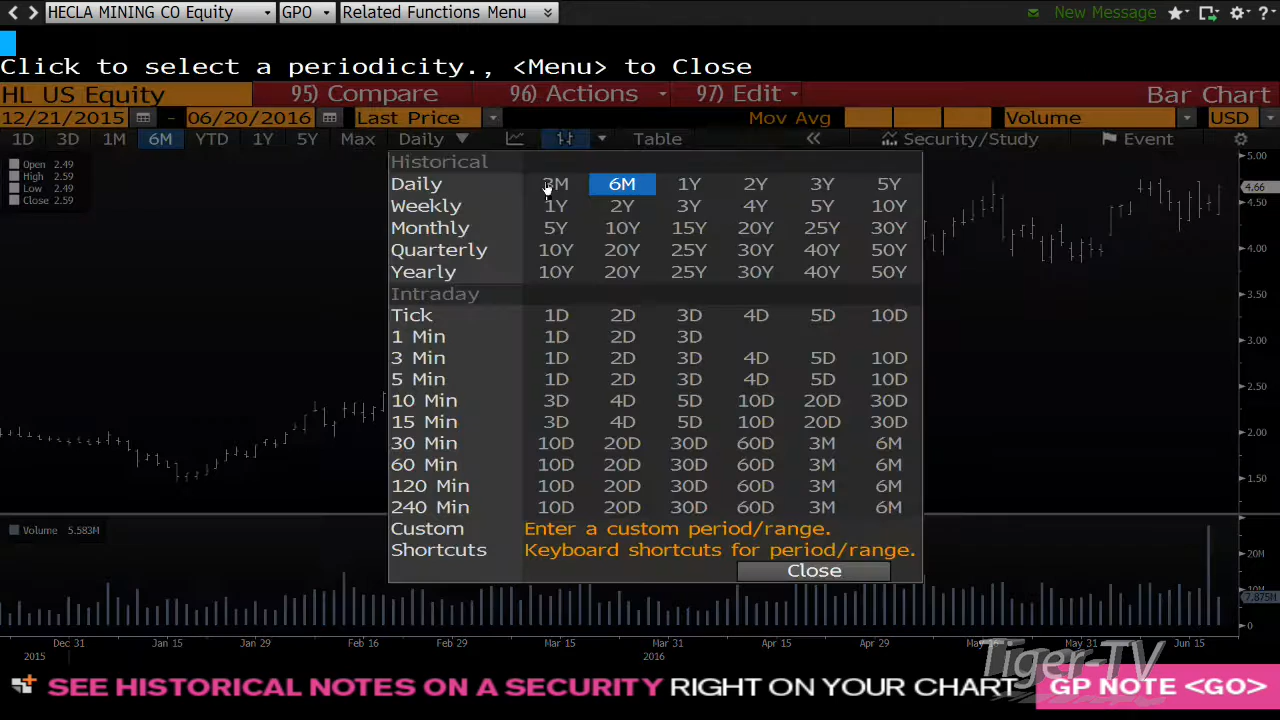 HECLA MINING CO Equity GPO Related Functions Menu New Message
Click to select a periodicity., <Menu> to Close
HL US Equity 95) Compare 96) Actions 97) Edit Bar Chart
12/21/2015 - 06/20/2016 Last Price Mov Avg Volume USD
1D 3D 1M 6M YTD 1Y 5Y Max Daily Table Security/Study Event
Open 2.49
High 2.59
Low 2.49
Close 2.59
Historical
Daily 3M 6M 1Y 2Y 3Y 5Y
Weekly 1Y 2Y 3Y 4Y 5Y 10Y
Monthly 5Y 10Y 15Y 20Y 25Y 30Y
Quarterly 10Y 20Y 25Y 30Y 40Y 50Y
Yearly 10Y 20Y 25Y 30Y 40Y 50Y
Intraday
Tick 1D 2D 3D 4D 5D 10D
1 Min 1D 2D 3D
3 Min 1D 2D 3D 4D 5D 10D
5 Min 1D 2D 3D 4D 5D 10D
10 Min 3D 4D 5D 10D 20D 30D
15 Min 3D 4D 5D 10D 20D 30D
30 Min 10D 20D 30D 60D 3M 6M
60 Min 10D 20D 30D 60D 3M 6M
120 Min 10D 20D 30D 60D 3M 6M
240 Min 10D 20D 30D 60D 3M 6M
Custom Enter a custom period/range.
Shortcuts Keyboard shortcuts for period/range.
Close
5.00
4.66
4.50
4.00
3.50
3.00
2.50
2.00
1.50
Volume 5.583M
20M
10M
7.875M
0
Dec 31 Jan 15 Jan 29 Feb 16 Feb 29 Mar 15 Mar 31 Apr 15 Apr 29 May 31 Jun 15
2015 2016
Tiger-TV
SEE HISTORICAL NOTES ON A SECURITY RIGHT ON YOUR CHART GP NOTE <GO>